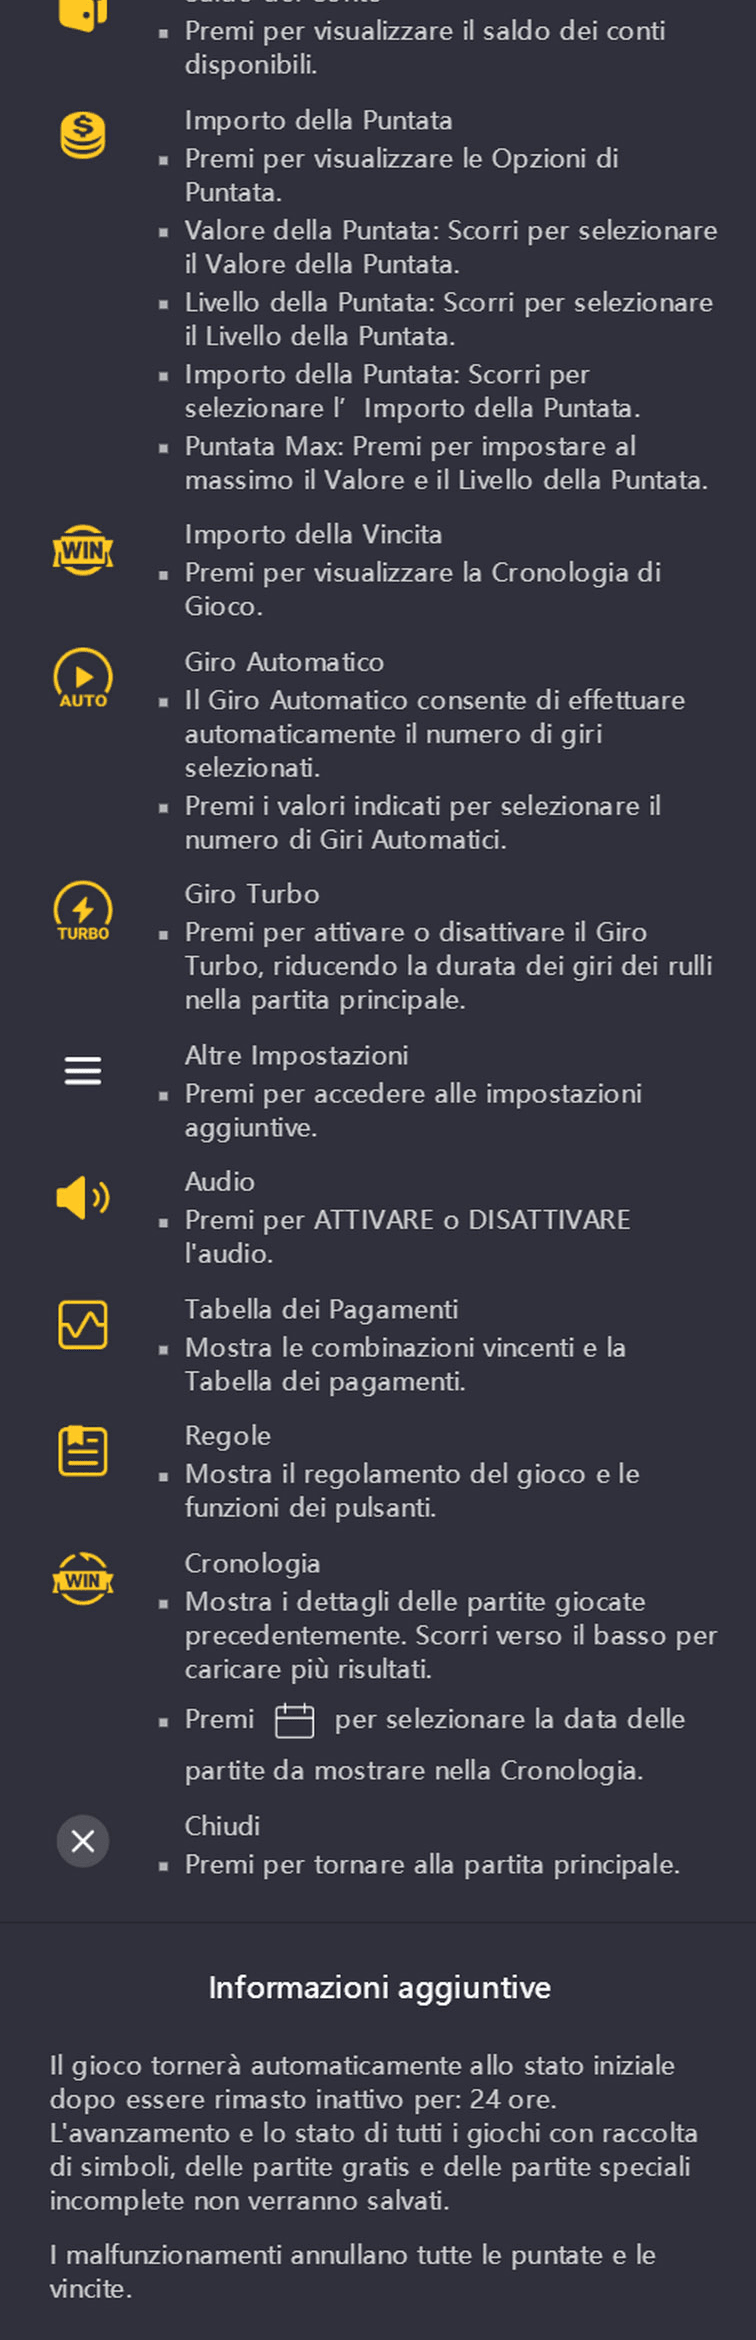 Premi per visualizzare il saldo dei conti
disponibili.
Importo della Puntata
Premi per visualizzare le Opzioni di
Puntata.
Valore della Puntata: Scorri per selezionare
il Valore della Puntata.
Livello della Puntata: Scorri per selezionare
il Livello della Puntata.
Importo della Puntata: Scorri per
selezionare l’ Importo della Puntata.
Puntata Max: Premi per impostare al
massimo il Valore e il Livello della Puntata.
WIN
Importo della Vincita
Premi per visualizzare la Cronologia di
Gioco.
AUTO
Giro Automatico
Il Giro Automatico consente di effettuare
automaticamente il numero di giri
selezionati.
Premi i valori indicati per selezionare il
numero di Giri Automatici.
TURBO
Giro Turbo
Premi per attivare o disattivare il Giro
Turbo, riducendo la durata dei giri dei rulli
nella partita principale.
Altre Impostazioni
Premi per accedere alle impostazioni
aggiuntive.
Audio
Premi per ATTIVARE o DISATTIVARE
l'audio.
Tabella dei Pagamenti
Mostra le combinazioni vincenti e la
Tabella dei pagamenti.
Regole
Mostra il regolamento del gioco e le
funzioni dei pulsanti.
WIN
Cronologia
Mostra i dettagli delle partite giocate
precedentemente. Scorri verso il basso per
caricare più risultati.
Premi per selezionare la data delle
partite da mostrare nella Cronologia.
Chiudi
Premi per tornare alla partita principale.
Informazioni aggiuntive
Il gioco tornerà automaticamente allo stato iniziale
dopo essere rimasto inattivo per: 24 ore.
L'avanzamento e lo stato di tutti i giochi con raccolta
di simboli, delle partite gratis e delle partite speciali
incomplete non verranno salvati.
I malfunzionamenti annullano tutte le puntate e le
vincite.